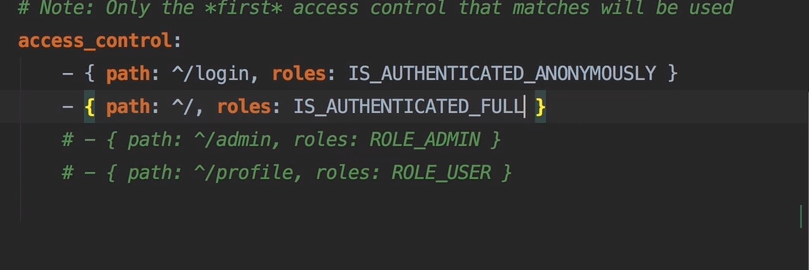 # Note: Only the *first* access control that matches will be used
access_control:
- { path: ^/login, roles: IS_AUTHENTICATED_ANONYMOUSLY }
- { path: ^/, roles: IS_AUTHENTICATED_FULL }
# - { path: ^/admin, roles: ROLE_ADMIN }
# - { path: ^/profile, roles: ROLE_USER }